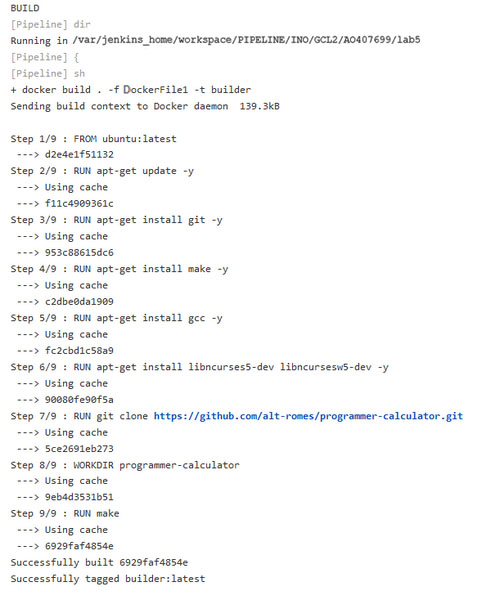 BUILD
[Pipeline] dir
Running in /var/jenkins_home/workspace/PIPELINE/INO/GCL2/AO407699/lab5
[Pipeline] {
[Pipeline] sh
+ docker build . -f DockerFile1 -t builder
Sending build context to Docker daemon  139.3kB
Step 1/9 : FROM ubuntu:latest
---> d2e4e1f51132
Step 2/9 : RUN apt-get update -y
---> Using cache
---> f11c4909361c
Step 3/9 : RUN apt-get install git -y
---> Using cache
---> 953c88615dc6
Step 4/9 : RUN apt-get install make -y
---> Using cache
---> c2dbe0da1909
Step 5/9 : RUN apt-get install gcc -y
---> Using cache
---> fc2cbd1c58a9
Step 6/9 : RUN apt-get install libncurses5-dev libncursesw5-dev -y
---> Using cache
---> 90080fe90f5a
Step 7/9 : RUN git clone https://github.com/alt-romes/programmer-calculator.git
---> Using cache
---> 5ce2691eb273
Step 8/9 : WORKDIR programmer-calculator
---> Using cache
---> 9eb4d3531b51
Step 9/9 : RUN make
---> Using cache
---> 6929faf4854e
Successfully built 6929faf4854e
Successfully tagged builder:latest